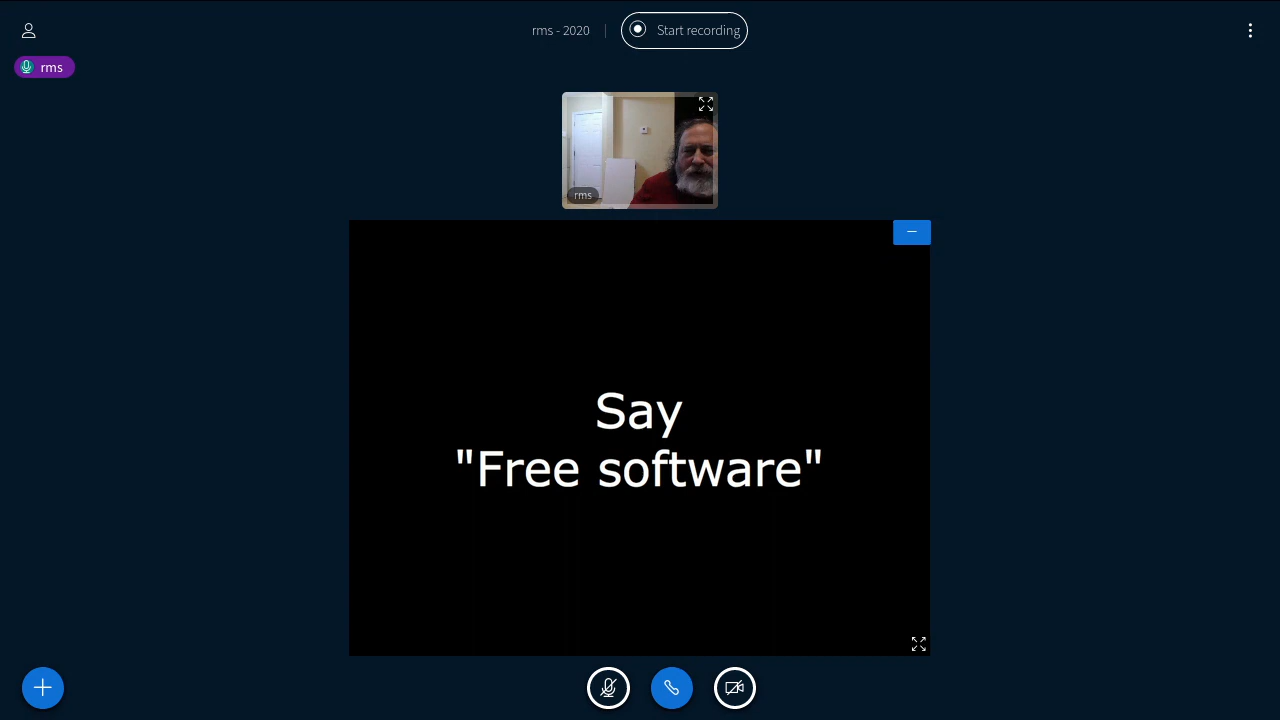 rms - 2020
Start recording
rms
rms
Say
"Free software"